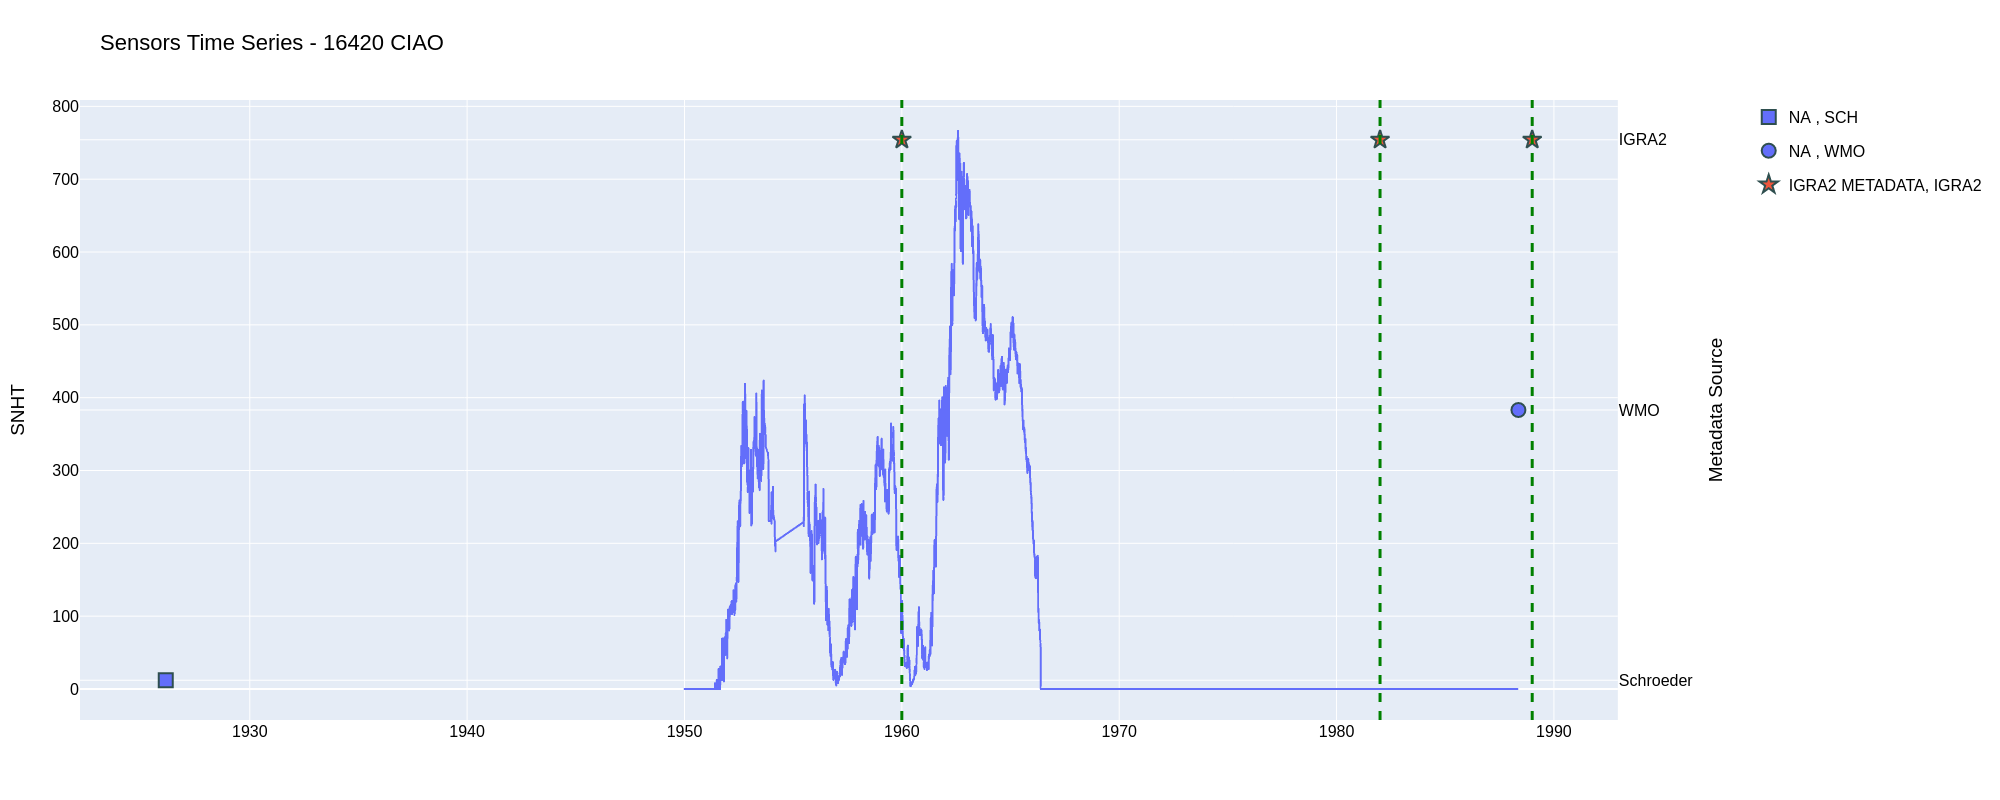 Sensors Time Series - 16420 CIAO
800
700
600
500
400
300
200
100
0
SNHT
1930
1940
1950
1960
1970
1980
1990
IGRA2
WMO
Schroeder
Metadata Source
NA , SCH
NA , WMO
IGRA2 METADATA, IGRA2